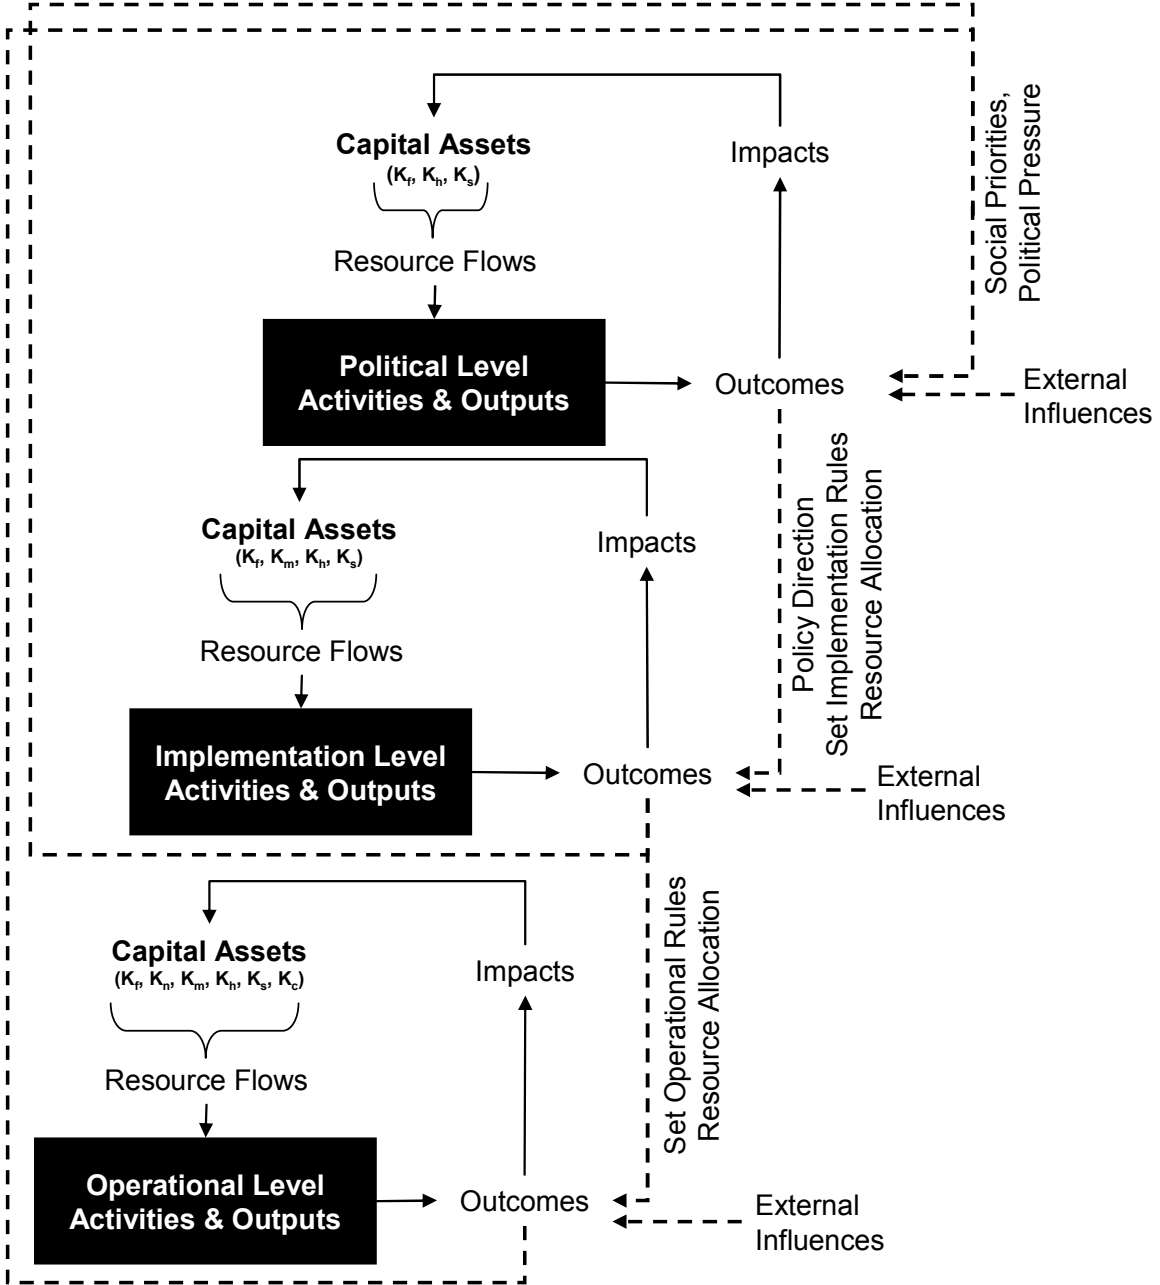 Social Priorities,
Political Pressure
Capital Assets
(Kf, Kh, Ks)
Impacts
Resource Flows
Political Level
Activities & Outputs
Outcomes
External
Influences
Policy Direction
Set Implementation Rules
Resource Allocation
Capital Assets
(Kf, Km, Kh, Ks)
Impacts
Resource Flows
Implementation Level
Activities & Outputs
Outcomes
External
Influences
Set Operational Rules
Resource Allocation
Capital Assets
(Kf, Kn, Km, Kh, Ks, Kc)
Impacts
Resource Flows
Operational Level
Activities & Outputs
Outcomes
External
Influences